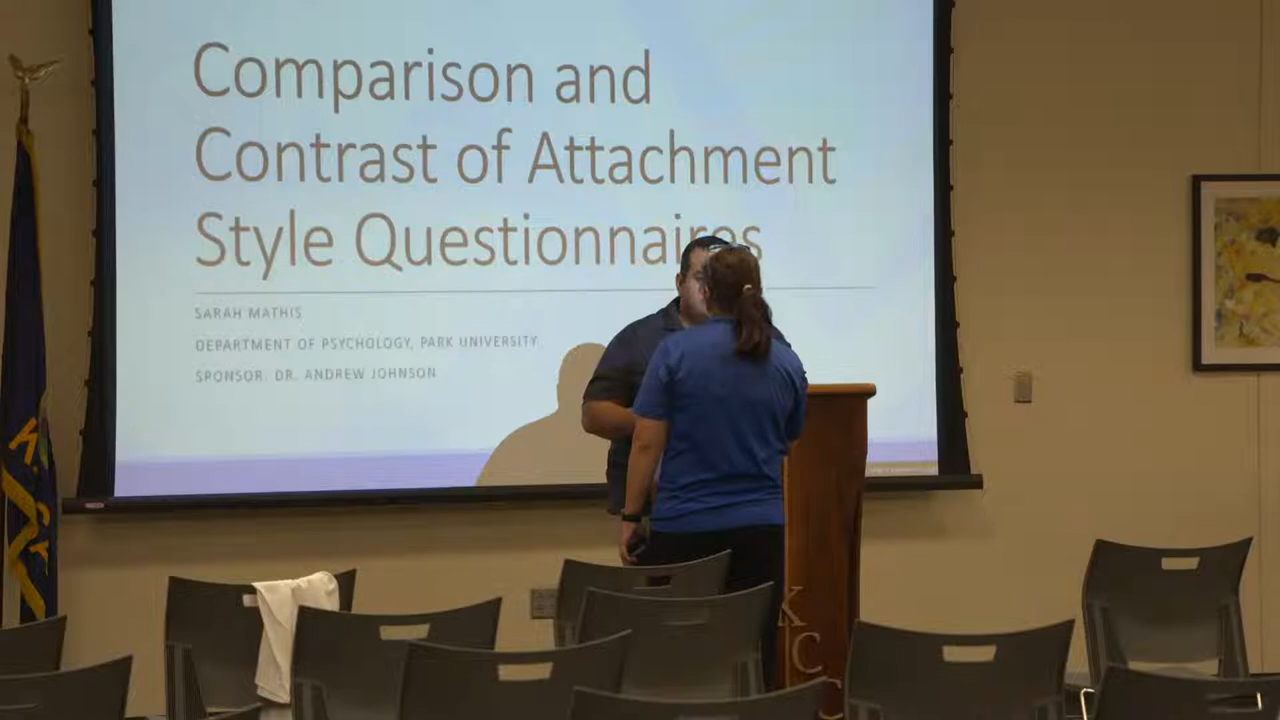 Comparison and
Contrast of Attachment
Style Questionnaires
SARAH MATHIS
DEPARTMENT OF PSYCHOLOGY, PARK UNIVERSITY
SPONSOR: DR. ANDREW JOHNSON
K
C